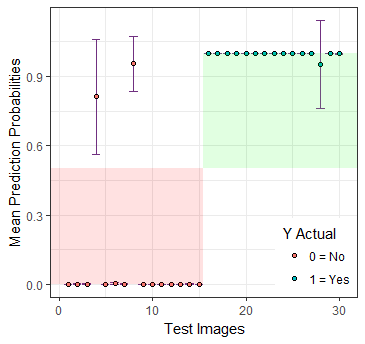 Mean Prediction Probabilities
0.9
0.6
0.3
0.0
0 10 20 30
Test Images
Y Actual
0 = No
1 = Yes